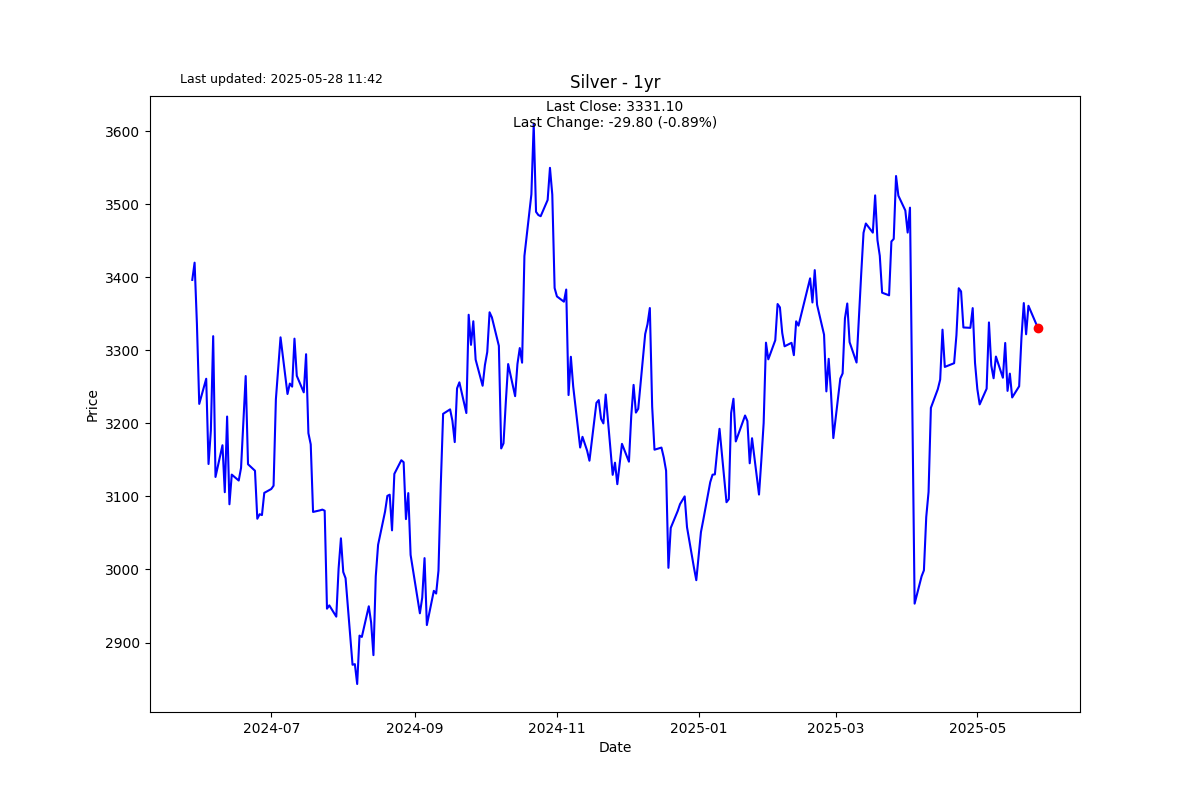 Last updated: 2025-05-28 11:42
Silver - 1yr
Last Close: 3331.10
Last Change: -29.80 (-0.89%)
Price
3600
3500
3400
3300
3200
3100
3000
2900
2024-07
2024-09
2024-11
2025-01
2025-03
2025-05
Date